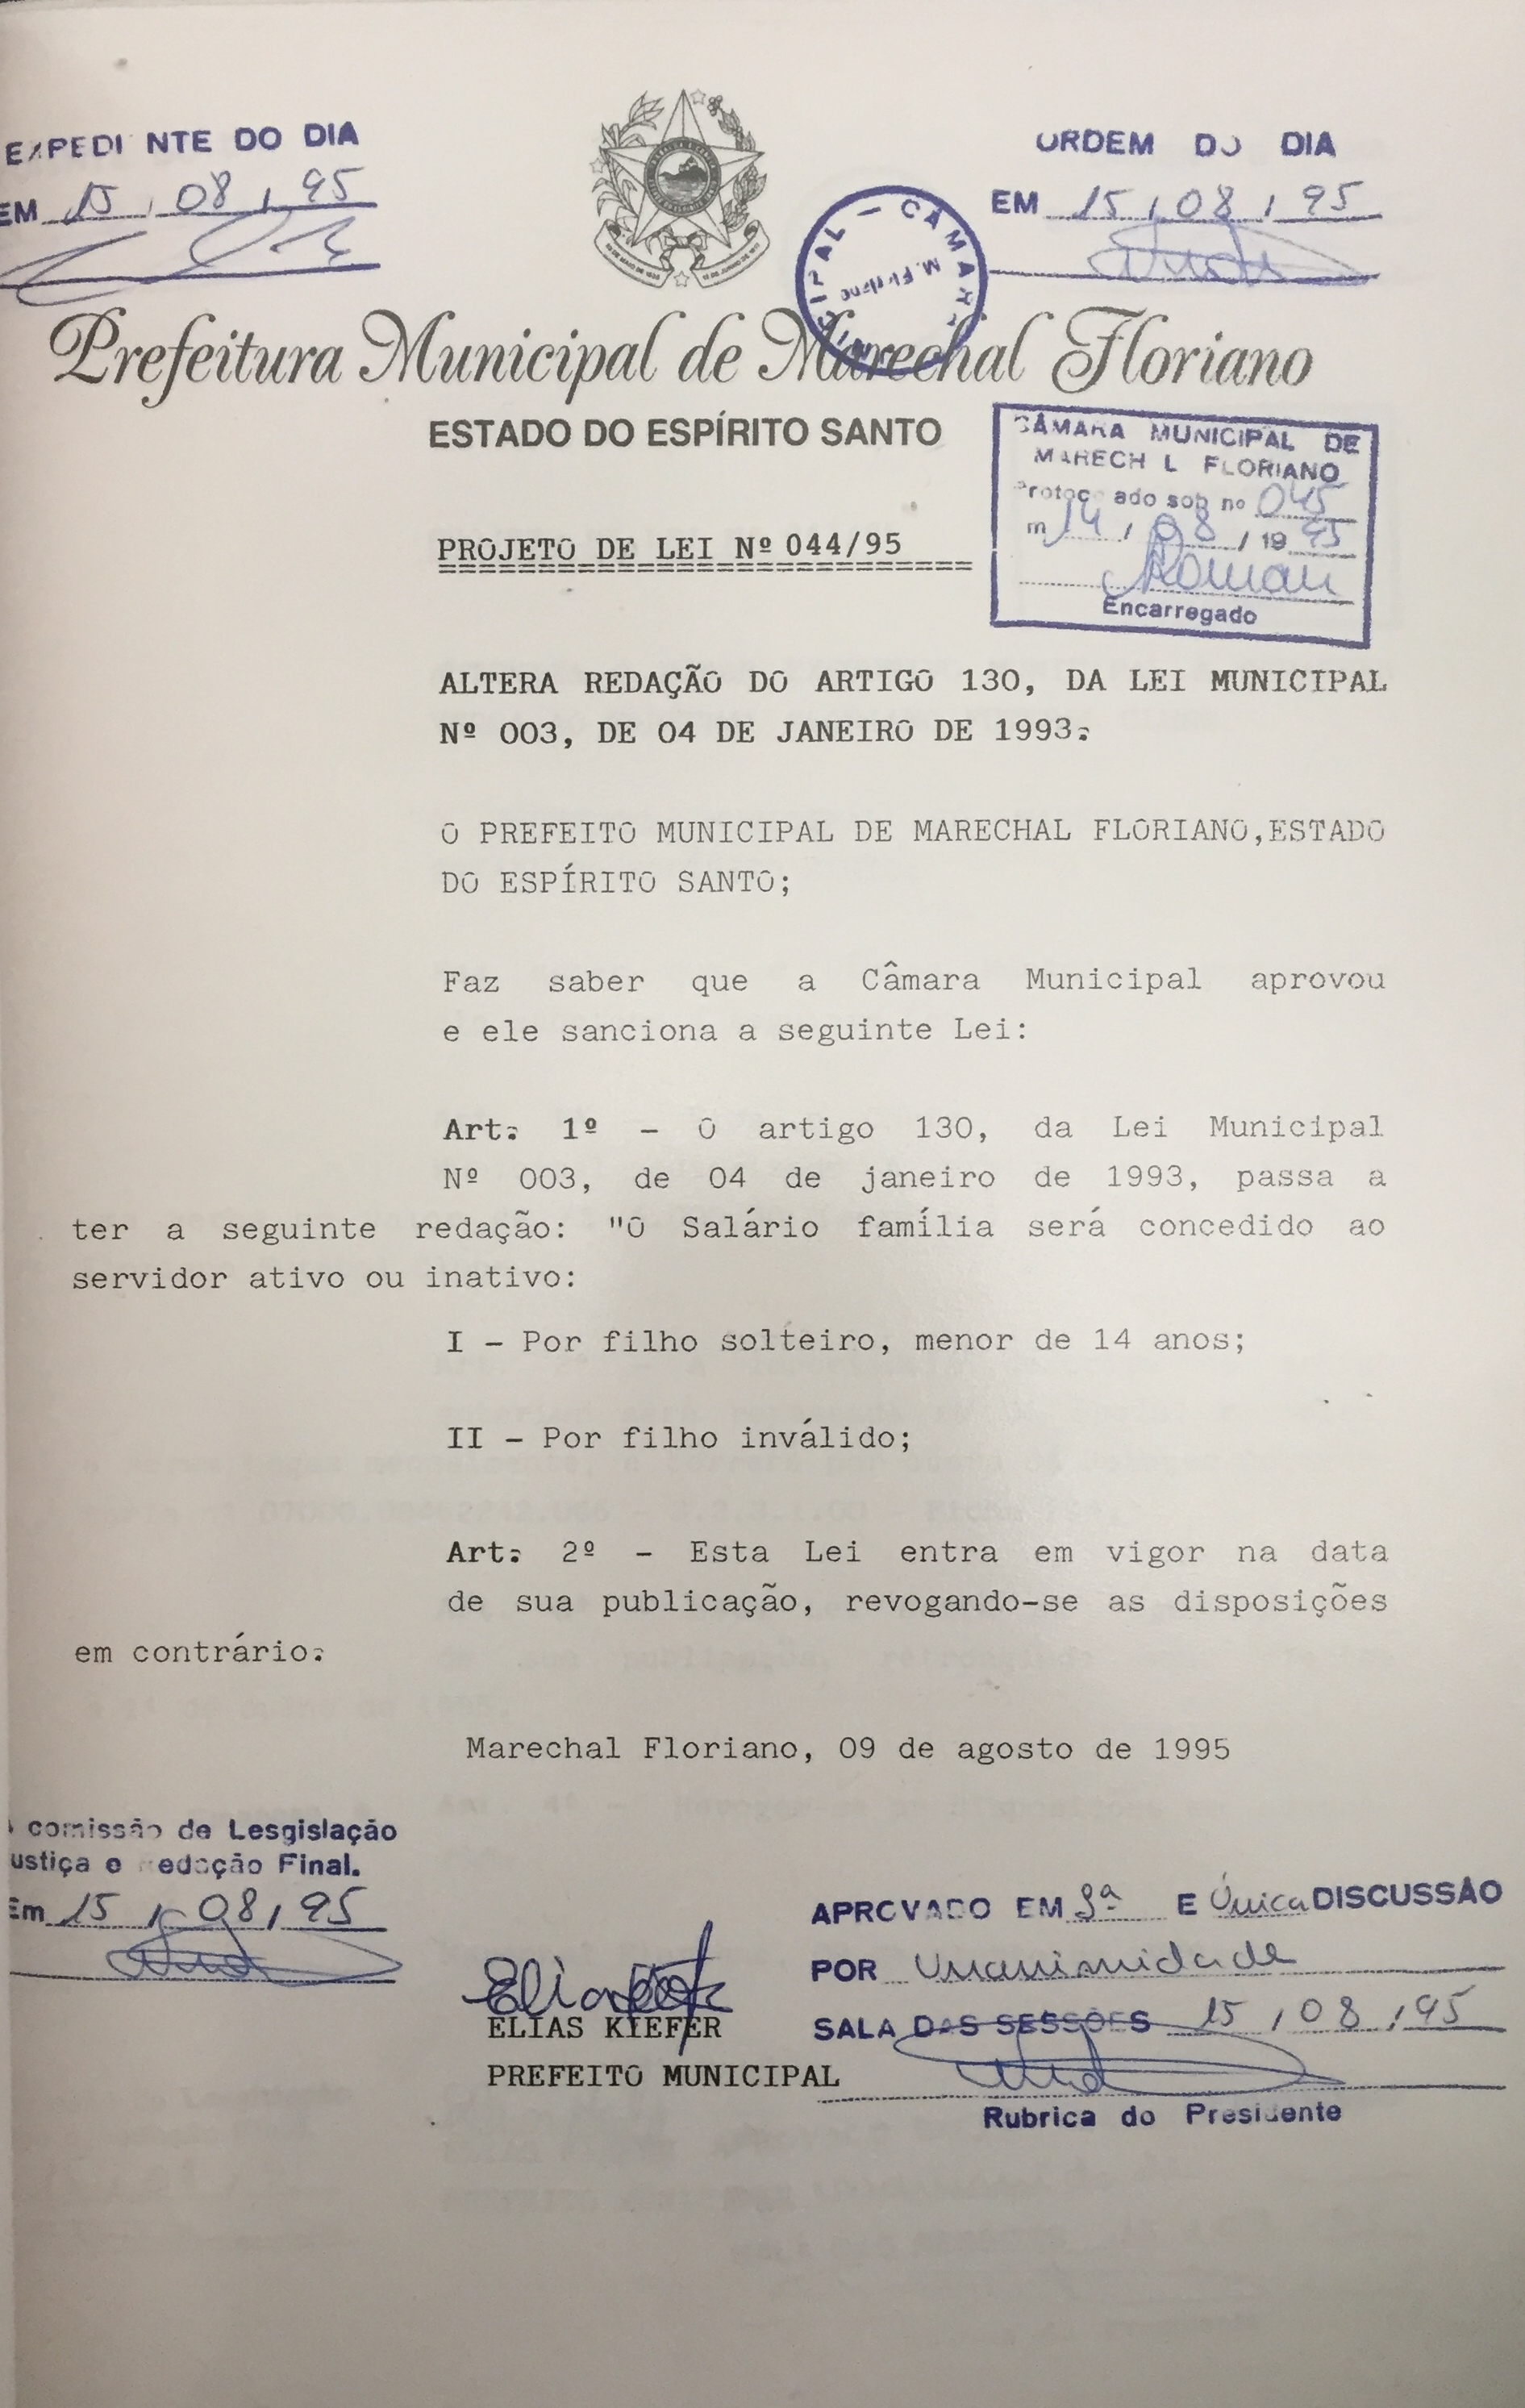 EXPEDI NTE DO DIA
EM 15 / 08 / 95
ORDEM DO DIA
EM 15 / 08 / 95
CÂMARA
M. Floriano
Prefeitura Municipal de Marechal Floriano
ESTADO DO ESPÍRITO SANTO
CÂMARA MUNICIPAL DE
MARECH L FLORIANO
Protoc ado sob nº 045
m 14 / 08 / 19 95
Encarregado
PROJETO DE LEI Nº 044/95
===========================
ALTERA REDAÇÃO DO ARTIGO 130, DA LEI MUNICIPAL
Nº 003, DE 04 DE JANEIRO DE 1993.
O PREFEITO MUNICIPAL DE MARECHAL FLORIANO,ESTADO
DO ESPÍRITO SANTO;
Faz saber que a Câmara Municipal aprovou
e ele sanciona a seguinte Lei:
Art. 1º - O artigo 130, da Lei Municipal
Nº 003, de 04 de janeiro de 1993, passa a
ter a seguinte redação: "O Salário família será concedido ao
servidor ativo ou inativo:
I - Por filho solteiro, menor de 14 anos;
II - Por filho inválido;
Art. 2º - Esta Lei entra em vigor na data
de sua publicação, revogando-se as disposições
em contrário.
Marechal Floriano, 09 de agosto de 1995
comissão de Lesgislação
ustiça e edação Final.
Em 15 / 08 / 95
ELIAS KIEFER
PREFEITO MUNICIPAL
APROVADO EM E Única DISCUSSÃO
POR Unanimidade
SALA DAS SESSÕES 15 / 08 / 95
Rubrica do Presidente